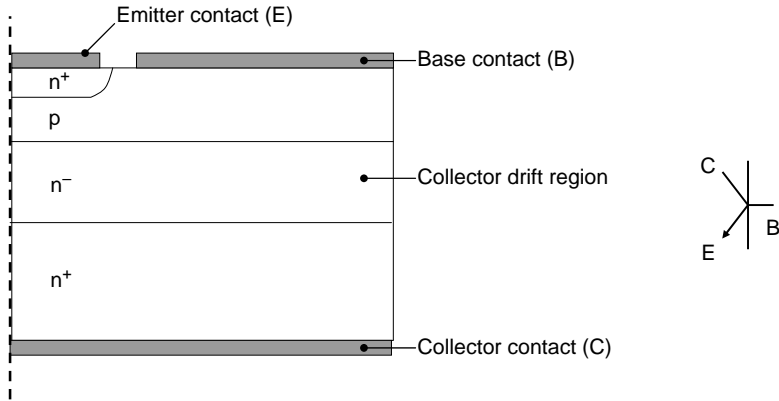 Emitter contact (E)
Base contact (B)
n⁺
p
n⁻
Collector drift region
C
B
E
n⁺
Collector contact (C)